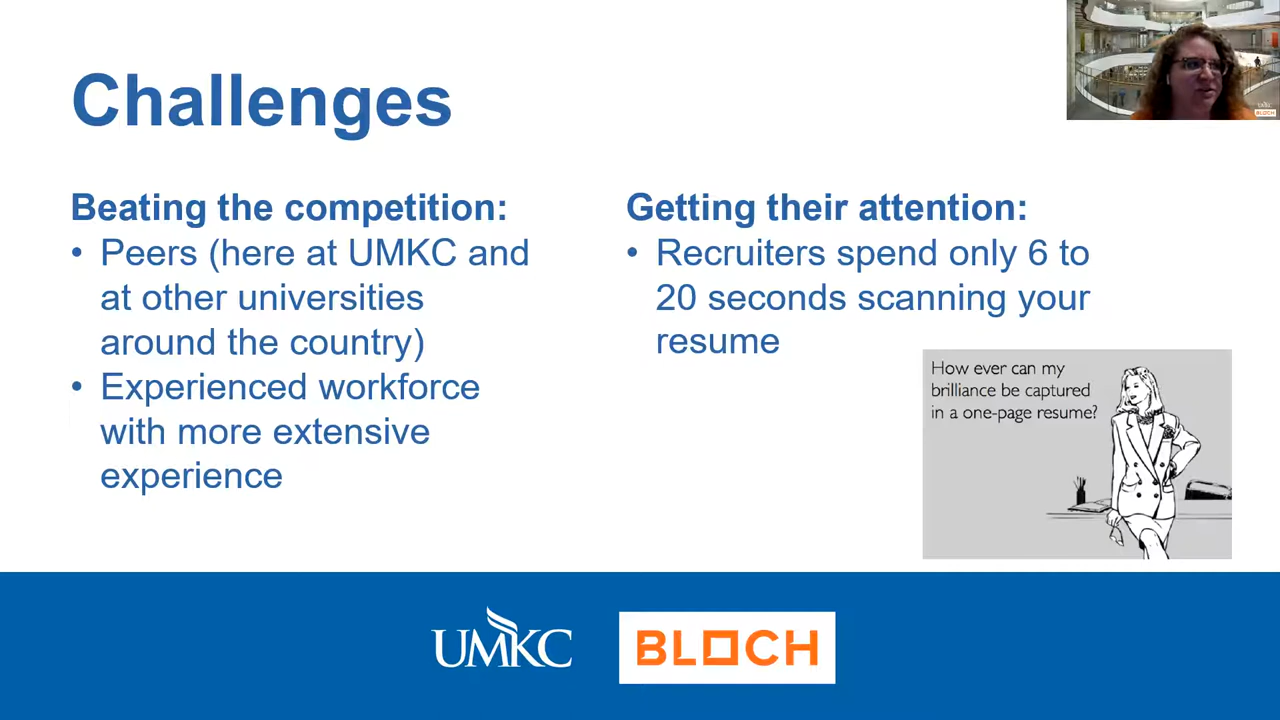 Challenges
Beating the competition:
• Peers (here at UMKC and
at other universities
around the country)
• Experienced workforce
with more extensive
experience
Getting their attention:
• Recruiters spend only 6 to
20 seconds scanning your
resume
How ever can my
brilliance be captured
in a one-page resume?
UMKC
BLOCH
UMKC
BLOCH